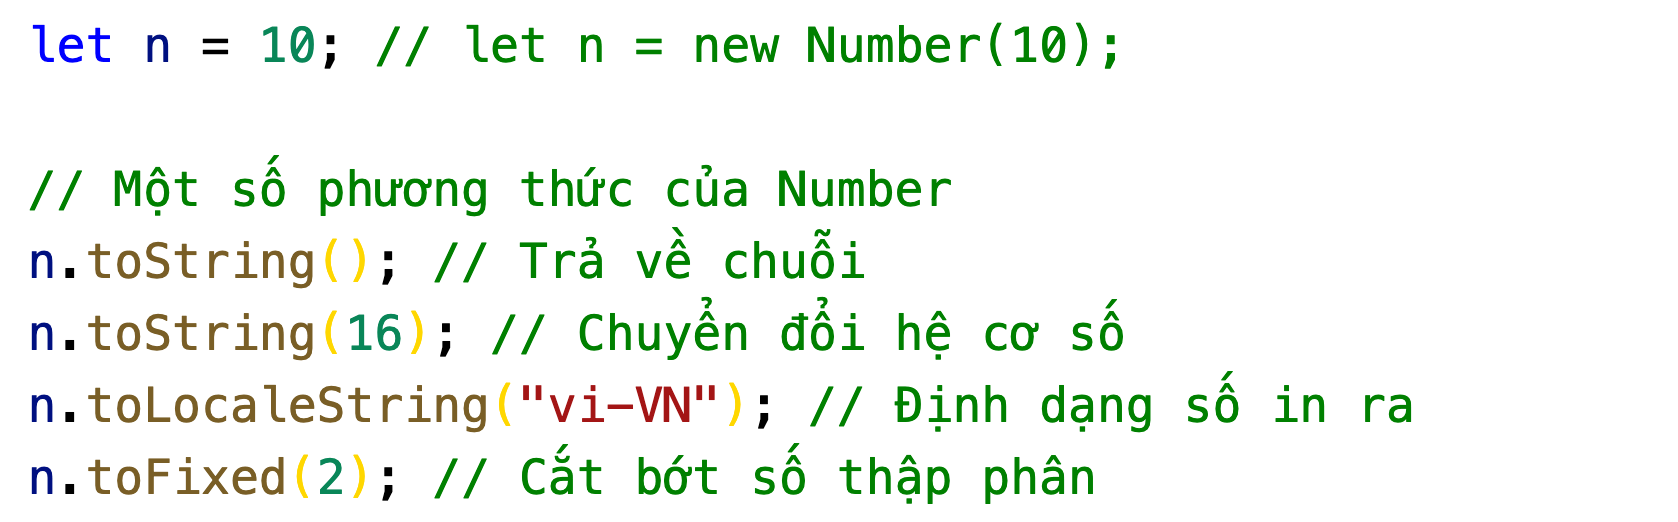 let n = 10; // let n = new Number(10);
// Một số phương thức của Number
n.toString(); // Trả về chuỗi
n.toString(16); // Chuyển đổi hệ cơ số
n.toLocaleString("vi-VN"); // Định dạng số in ra
n.toFixed(2); // Cắt bớt số thập phân